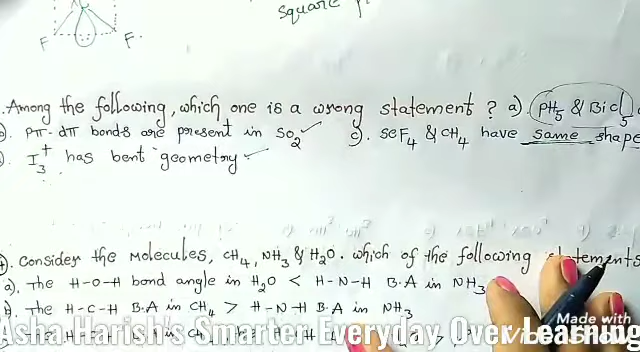 square
F F.
.Among the following, which one is a wrong statement? a). PH5 & BiCl5
b). pπ-dπ bonds are present in SO2 c). SeF4 & CH4 have same shape
I3+ has bent geometry
Consider the molecules, CH4, NH3 & H2O. which of the following statements
a). The H-O-H bond angle in H2O < H-N-H B.A in NH3
b). The H-C-H B.A in CH4 > H-N-H B.A in NH3
Made with
Asha Harish's Smarter Everyday Over Learning